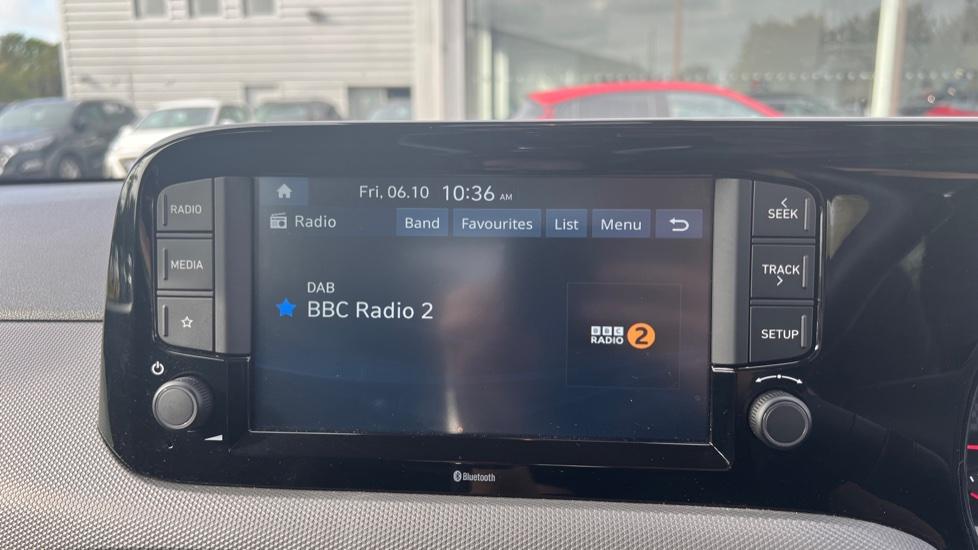 Fri, 06.10 10:36 AM
Radio Band Favourites List Menu
DAB
BBC Radio 2
BBC
RADIO 2
RADIO
MEDIA
SEEK
TRACK
SETUP
Bluetooth